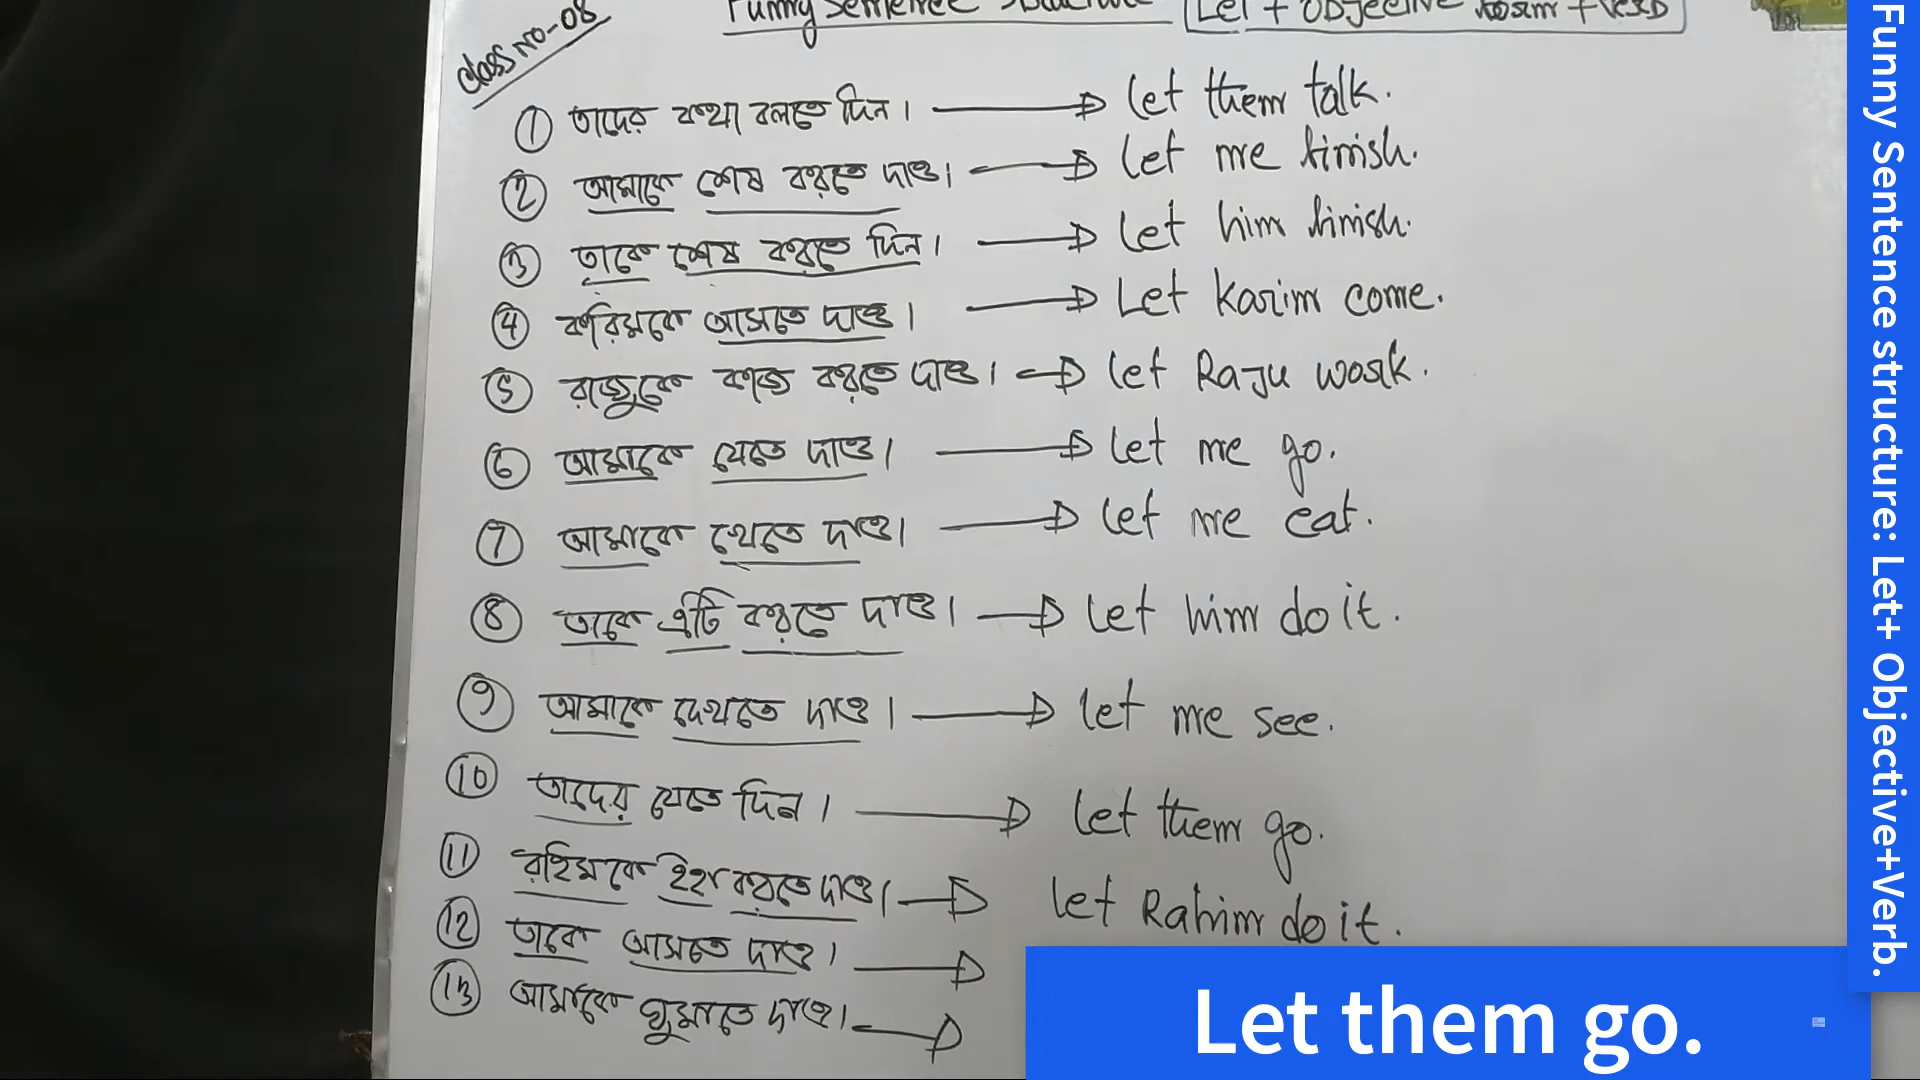 Class No-08
Funny Sentence structure Let + Objective form + Verb
1 তাদের কথা বলতে দিন। → Let them talk.
2 আমাকে শেষ করতে দাও। → Let me finish.
3 তাকে শেষ করতে দিন। → Let him finish.
4 করিমকে আসতে দাও। → Let Karim come.
5 রাজুকে কাজ করতে দাও। → Let Raju work.
6 আমাকে যেতে দাও। → Let me go.
7 আমাকে খেতে দাও। → Let me eat.
8 তাকে এটি করতে দাও। → Let him do it.
9 আমাকে দেখতে দাও। → Let me see.
10 তাদের যেতে দিন। → Let them go.
11 রহিমকে ইহা করতে দাও। → Let Rahim do it.
12 তাকে আসতে দাও। →
13 আমাকে ঘুমাতে দাও। →
Let them go.
Funny Sentence structure: Let+ Objective+Verb.